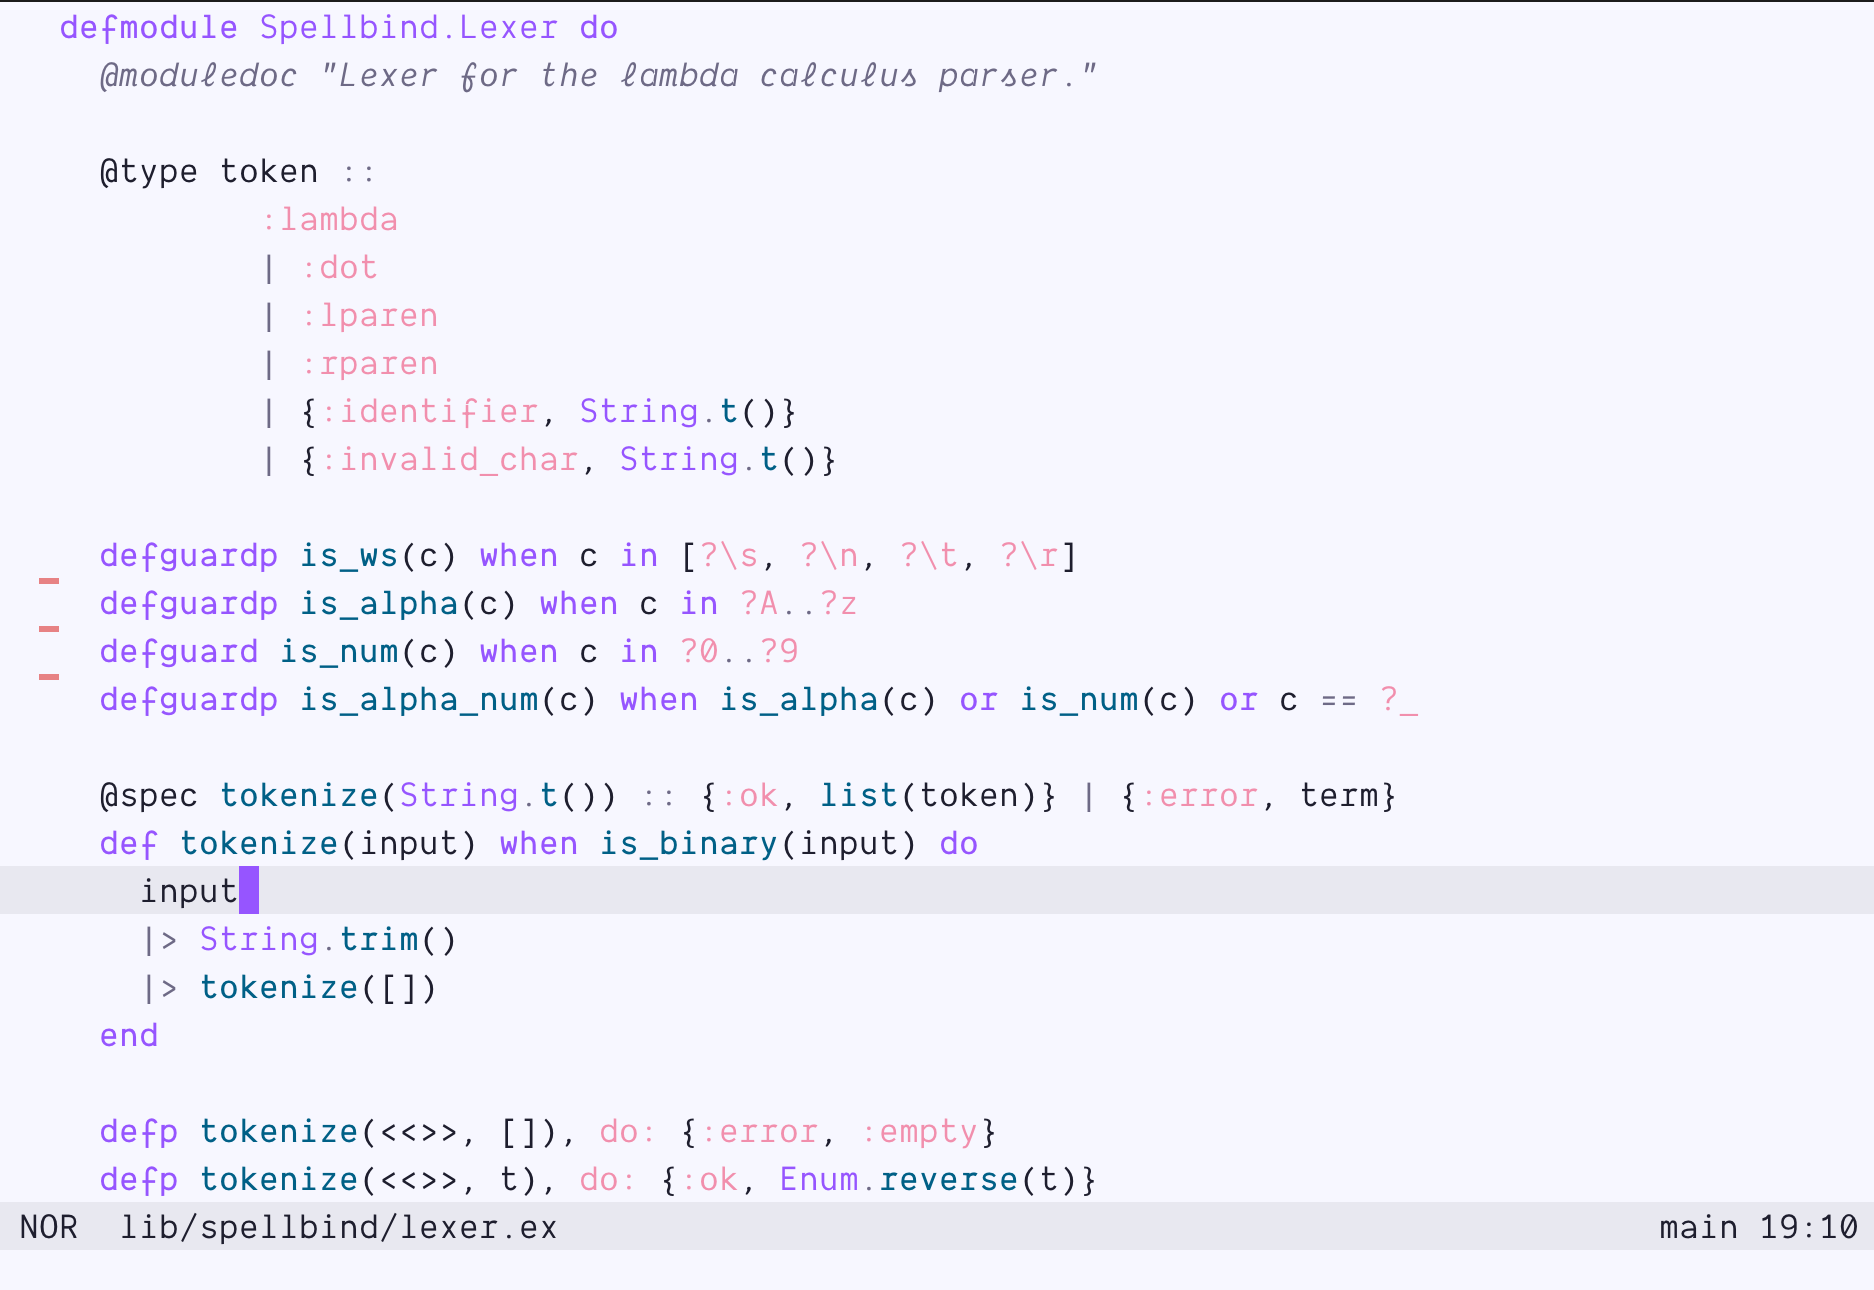 defmodule Spellbind.Lexer do
  @moduledoc "Lexer for the lambda calculus parser."

  @type token ::
          :lambda
          | :dot
          | :lparen
          | :rparen
          | {:identifier, String.t()}
          | {:invalid_char, String.t()}

  defguardp is_ws(c) when c in [?\s, ?\n, ?\t, ?\r]
  defguardp is_alpha(c) when c in ?A..?z
  defguard is_num(c) when c in ?0..?9
  defguardp is_alpha_num(c) when is_alpha(c) or is_num(c) or c == ?_

  @spec tokenize(String.t()) :: {:ok, list(token)} | {:error, term}
  def tokenize(input) when is_binary(input) do
    input
    |> String.trim()
    |> tokenize([])
  end

  defp tokenize(<<>>, []), do: {:error, :empty}
  defp tokenize(<<>>, t), do: {:ok, Enum.reverse(t)}
NOR  lib/spellbind/lexer.ex main 19:10